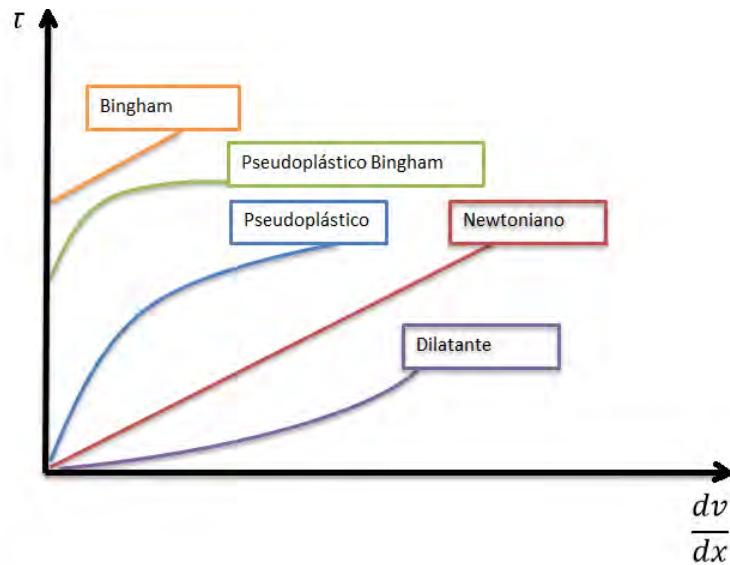 τ
Bingham
Pseudoplástico Bingham
Pseudoplástico
Newtoniano
Dilatante
dv
dx